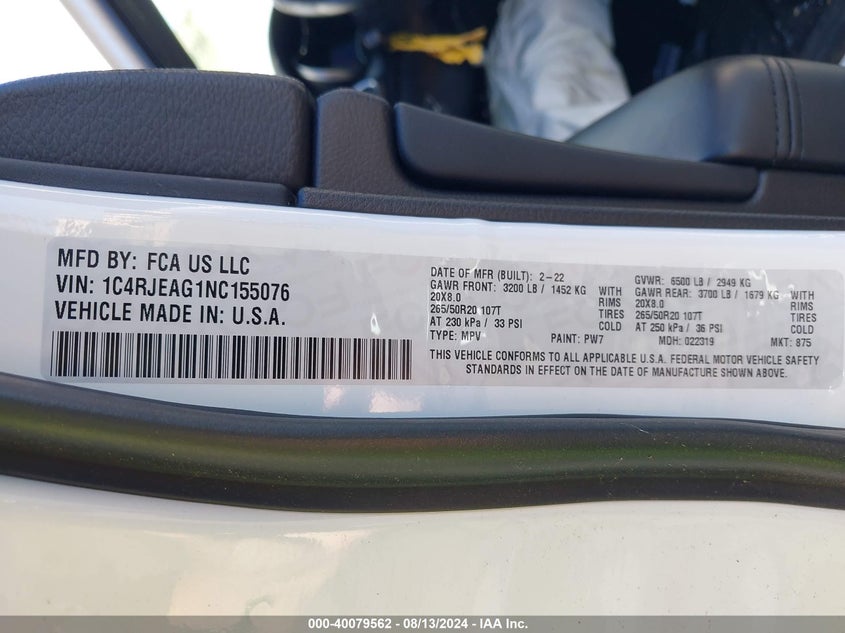 MFD BY: FCA US LLC
VIN: 1C4RJEAG1NC155076
VEHICLE MADE IN: U.S.A.
DATE OF MFR (BUILT): 2-22
GAWR FRONT: 3200 LB / 1452 KG WITH
20X8.0 RIMS
265/50R20 107T TIRES
AT 230 kPa / 33 PSI COLD
TYPE: MPV PAINT: PW7
GVWR: 6500 LB / 2949 KG
GAWR REAR: 3700 LB / 1679 KG WITH
20X8.0 RIMS
265/50R20 107T TIRES
AT 250 kPa / 36 PSI COLD
MDH: 022319 MKT: 875
THIS VEHICLE CONFORMS TO ALL APPLICABLE U.S.A. FEDERAL MOTOR VEHICLE SAFETY
STANDARDS IN EFFECT ON THE DATE OF MANUFACTURE SHOWN ABOVE.
000-40079562 - 08/13/2024 - IAA Inc.